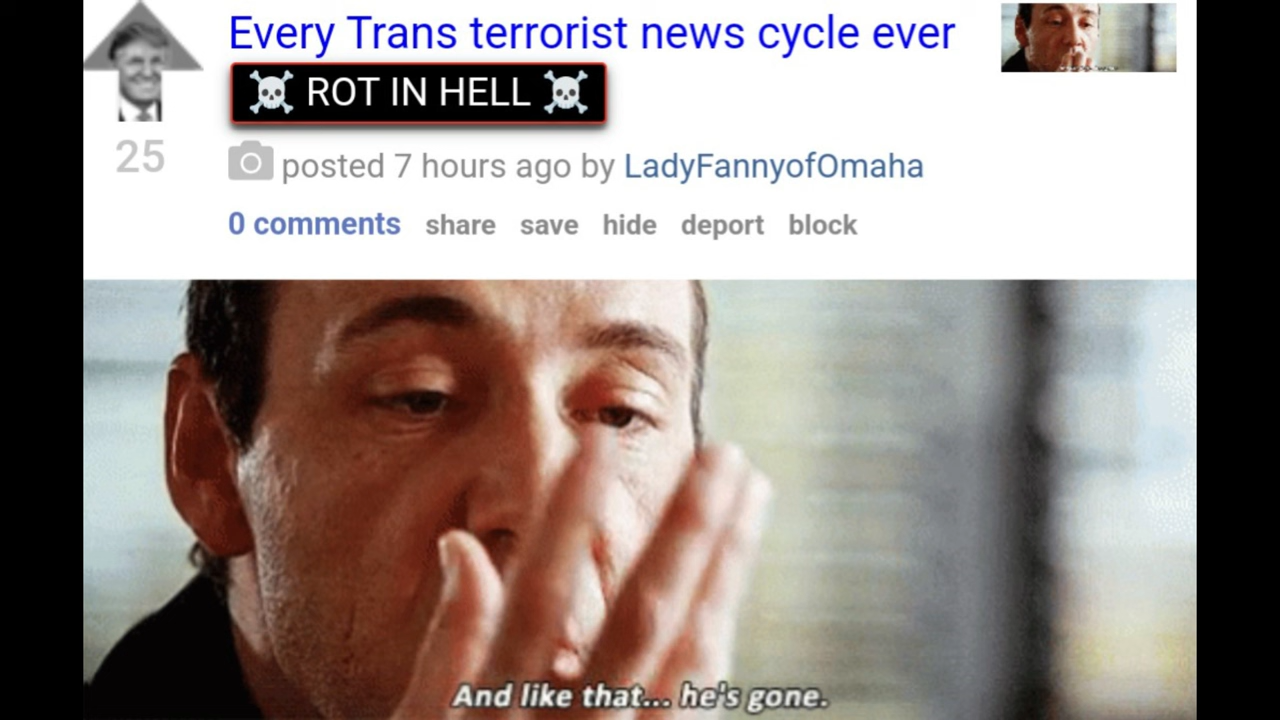 Every Trans terrorist news cycle ever
☠️ ROT IN HELL ☠️
25
posted 7 hours ago by LadyFannyofOmaha
0 comments share save hide deport block
And like that... he's gone.